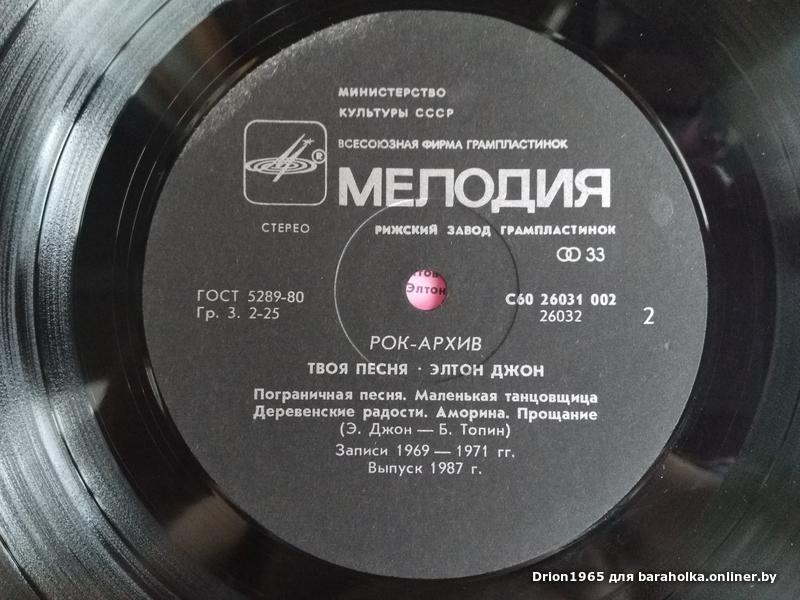 МИНИСТЕРСТВО
КУЛЬТУРЫ СССР
ВСЕСОЮЗНАЯ ФИРМА ГРАМПЛАСТИНОК
®
МЕЛОДИЯ
СТЕРЕО
РИЖСКИЙ ЗАВОД ГРАМПЛАСТИНОК
33
ГОСТ 5289-80
Гр. 3. 2-25
Элтон
С60 26031 002
26032
2
РОК-АРХИВ
ТВОЯ ПЕСНЯ · ЭЛТОН ДЖОН
Пограничная песня. Маленькая танцовщица
Деревенские радости. Аморина. Прощание
(Э. Джон — Б. Топин)
Записи 1969 — 1971 гг.
Выпуск 1987 г.
Drion1965 для baraholka.onliner.by